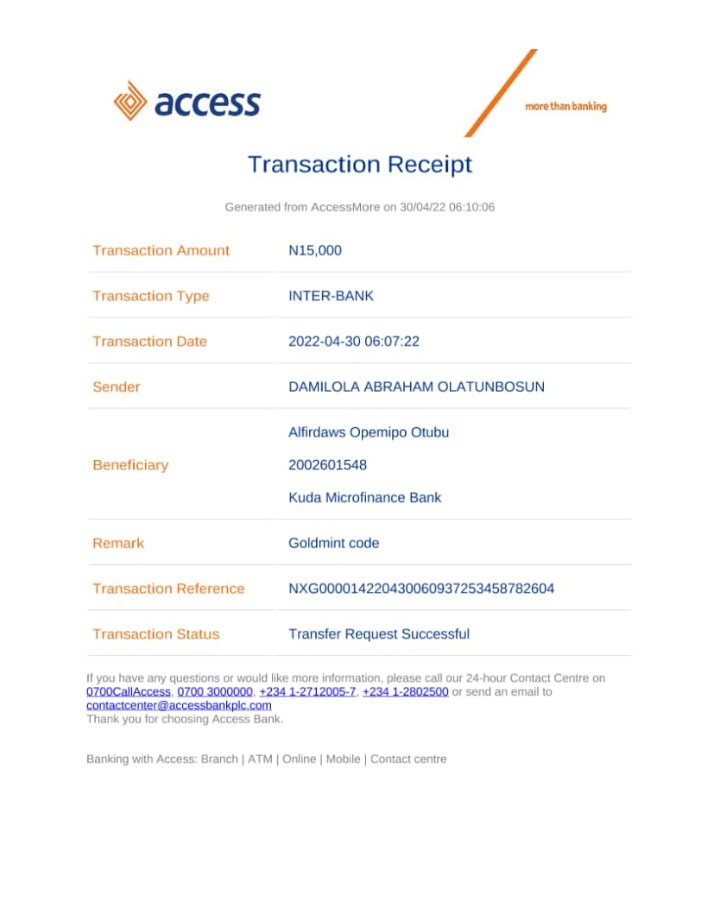 access
more than banking
Transaction Receipt
Generated from AccessMore on 30/04/22 06:10:06
Transaction Amount N15,000
Transaction Type INTER-BANK
Transaction Date 2022-04-30 06:07:22
Sender DAMILOLA ABRAHAM OLATUNBOSUN
Alfirdaws Opemipo Otubu
Beneficiary 2002601548
Kuda Microfinance Bank
Remark Goldmint code
Transaction Reference NXG000014220430060937253458782604
Transaction Status Transfer Request Successful
If you have any questions or would like more information, please call our 24-hour Contact Centre on
0700CallAccess, 0700 3000000, +234 1-2712005-7, +234 1-2802500 or send an email to
contactcenter@accessbankplc.com
Thank you for choosing Access Bank.
Banking with Access: Branch | ATM | Online | Mobile | Contact centre